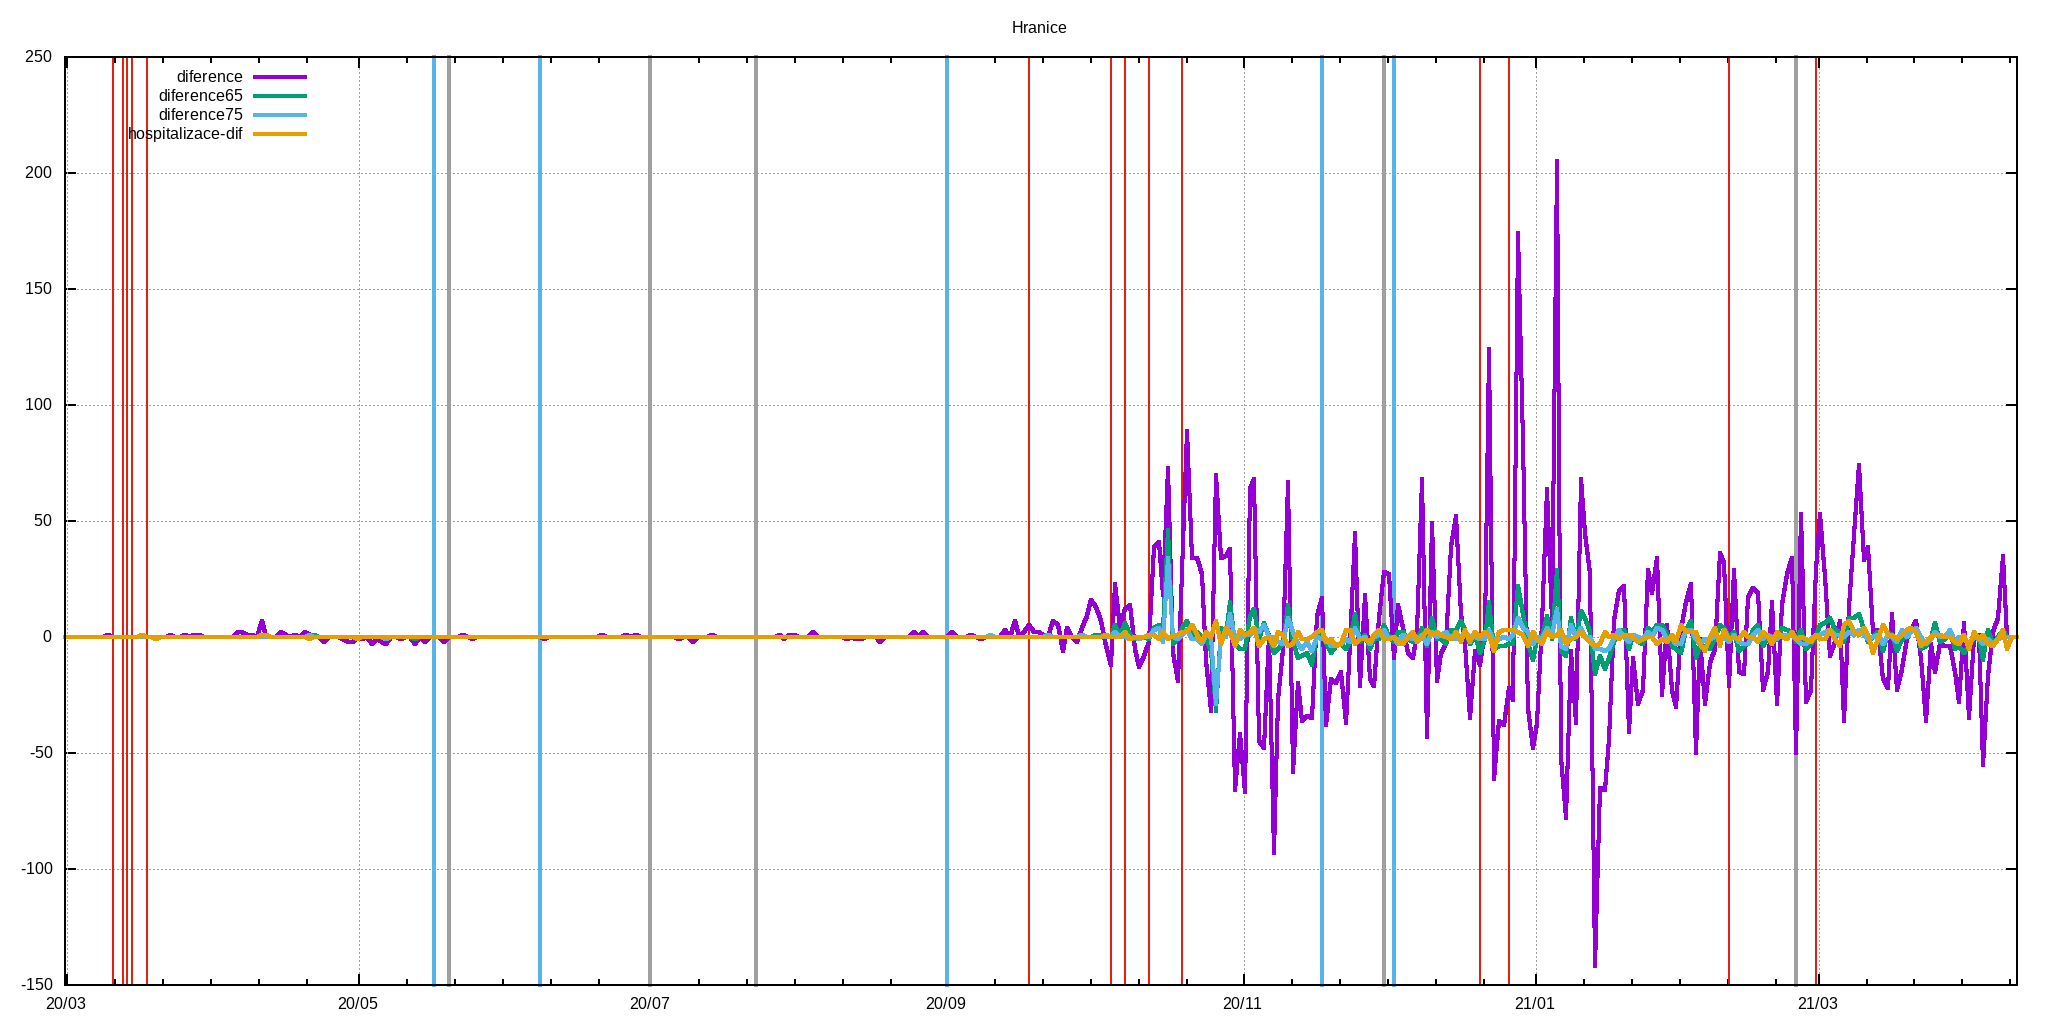 Hranice
250
diference
diference65
diference75
hospitalizace-dif
200
150
100
50
0
-50
-100
-150
20/03 20/05 20/07 20/09 20/11 21/01 21/03